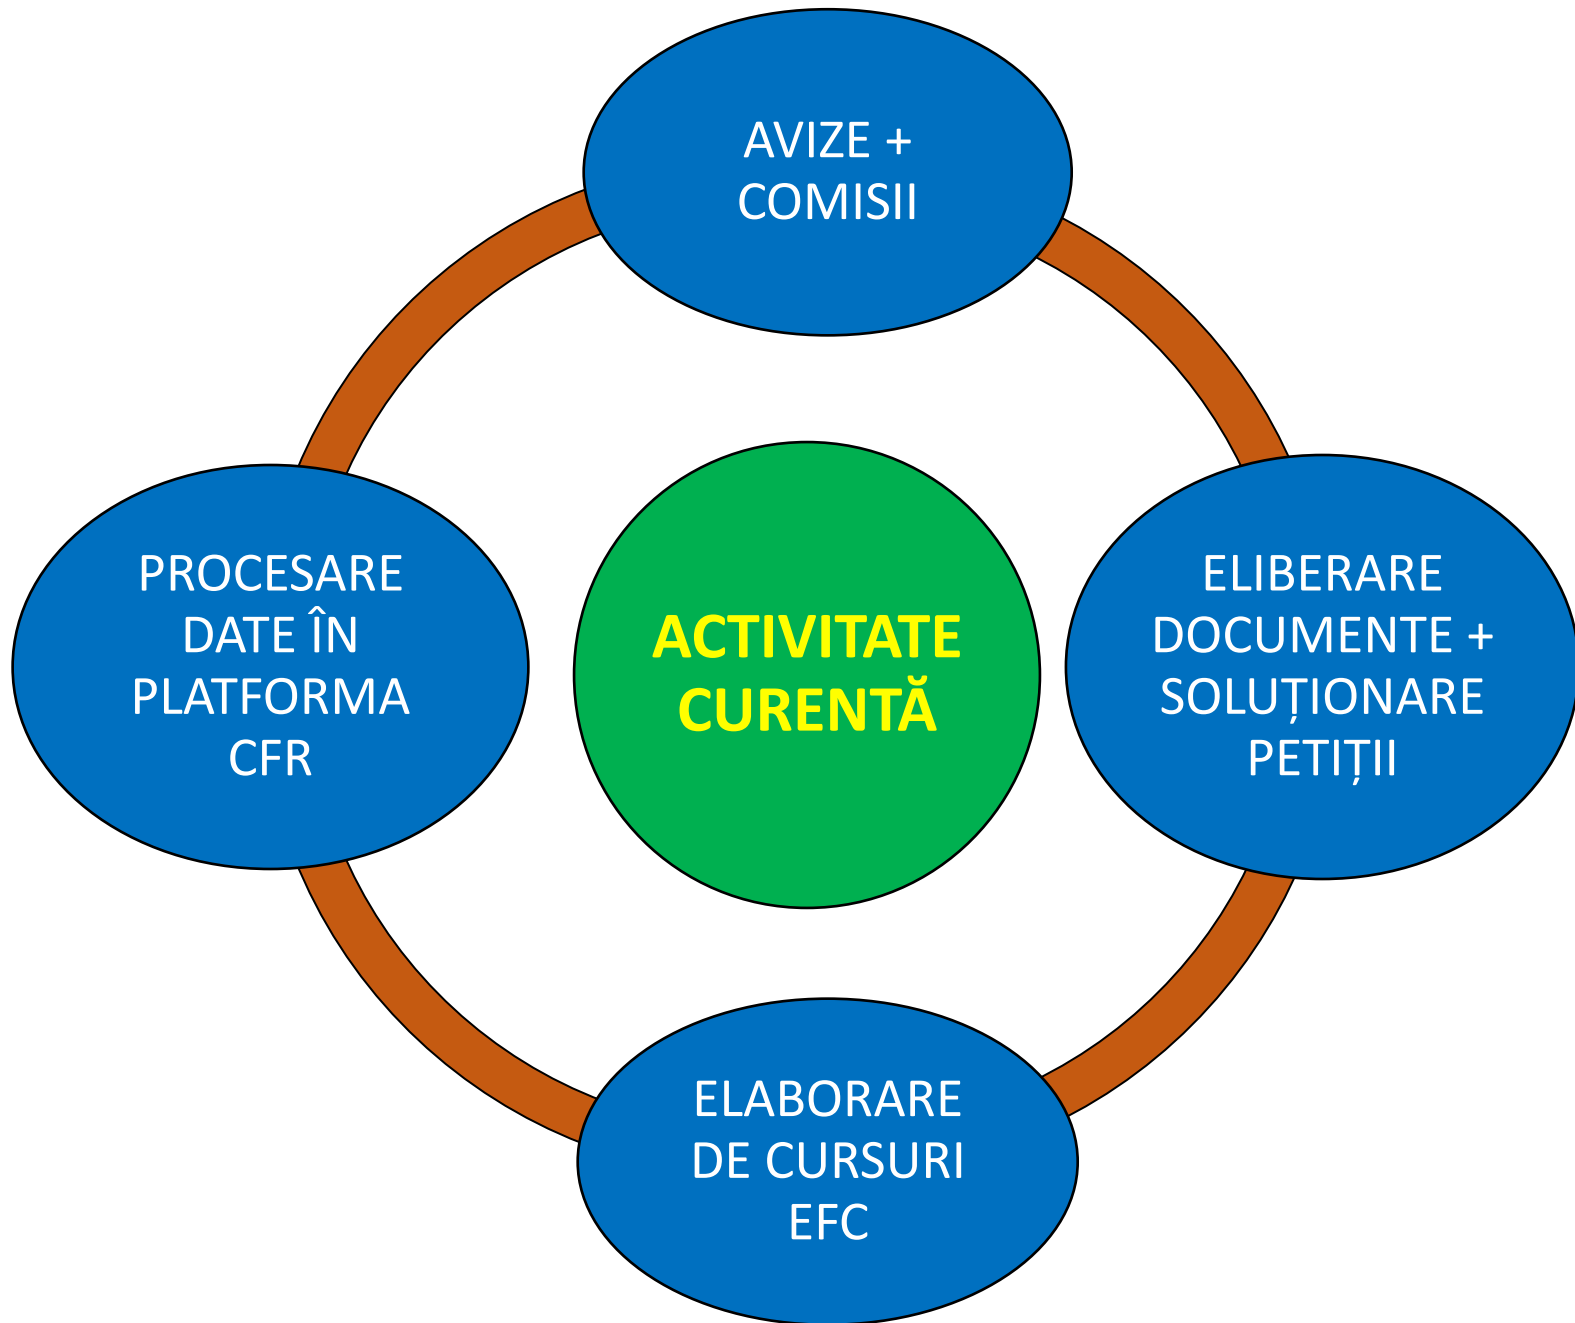 AVIZE +
COMISII
PROCESARE
DATE ÎN
PLATFORMA
CFR
ACTIVITATE
CURENTĂ
ELIBERARE
DOCUMENTE +
SOLUȚIONARE
PETIȚII
ELABORARE
DE CURSURI
EFC